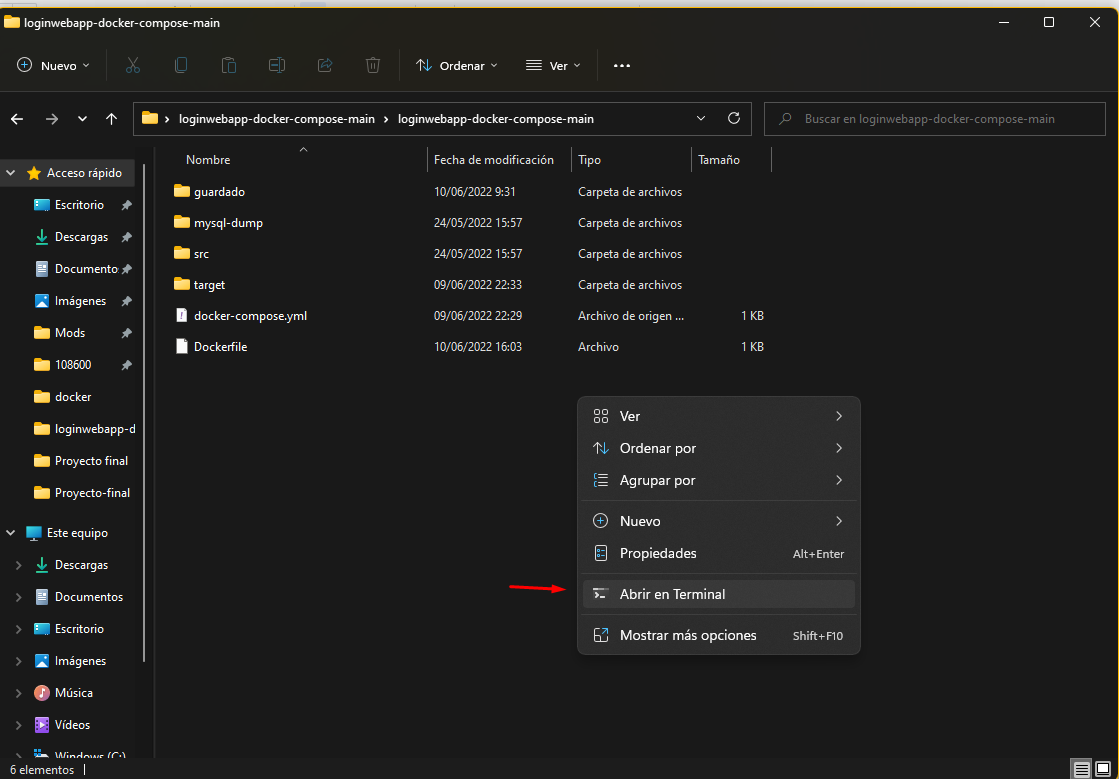 loginwebapp-docker-compose-main
Nuevo
Ordenar
Ver
loginwebapp-docker-compose-main > loginwebapp-docker-compose-main
Buscar en loginwebapp-docker-compose-main
Nombre Fecha de modificación Tipo Tamaño
guardado 10/06/2022 9:31 Carpeta de archivos
mysql-dump 24/05/2022 15:57 Carpeta de archivos
src 24/05/2022 15:57 Carpeta de archivos
target 09/06/2022 22:33 Carpeta de archivos
docker-compose.yml 09/06/2022 22:29 Archivo de origen ... 1 KB
Dockerfile 10/06/2022 16:03 Archivo 1 KB
Acceso rápido
Escritorio
Descargas
Documento
Imágenes
Mods
108600
docker
loginwebapp-d
Proyecto final
Proyecto-final
Este equipo
Descargas
Documentos
Escritorio
Imágenes
Música
Vídeos
Windows (C:)
Ver
Ordenar por
Agrupar por
Nuevo
Propiedades Alt+Enter
Abrir en Terminal
Mostrar más opciones Shift+F10
6 elementos